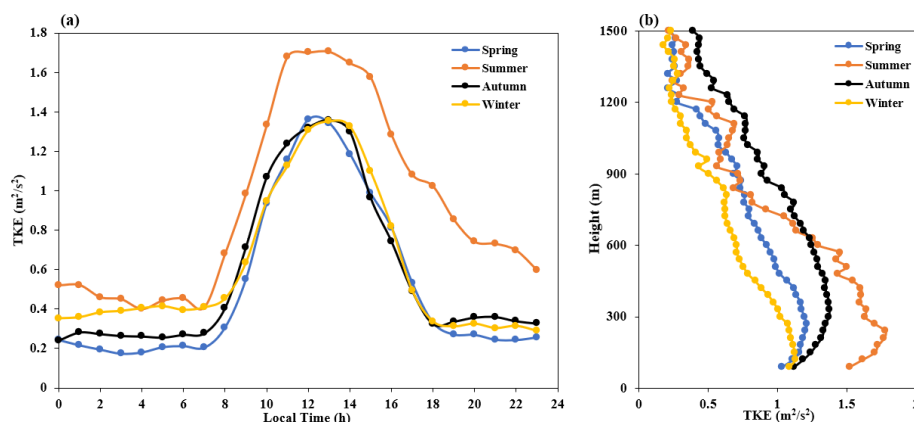 (a)
1.8
1.6
1.4
1.2
1
0.8
0.6
0.4
0.2
0
TKE (m²/s²)
Spring
Summer
Autumn
Winter
0 2 4 6 8 10 12 14 16 18 20 22 24
Local Time (h)
(b)
1500
1200
900
600
300
0
Height (m)
Spring
Summer
Autumn
Winter
0 0.5 1 1.5 2
TKE (m²/s²)